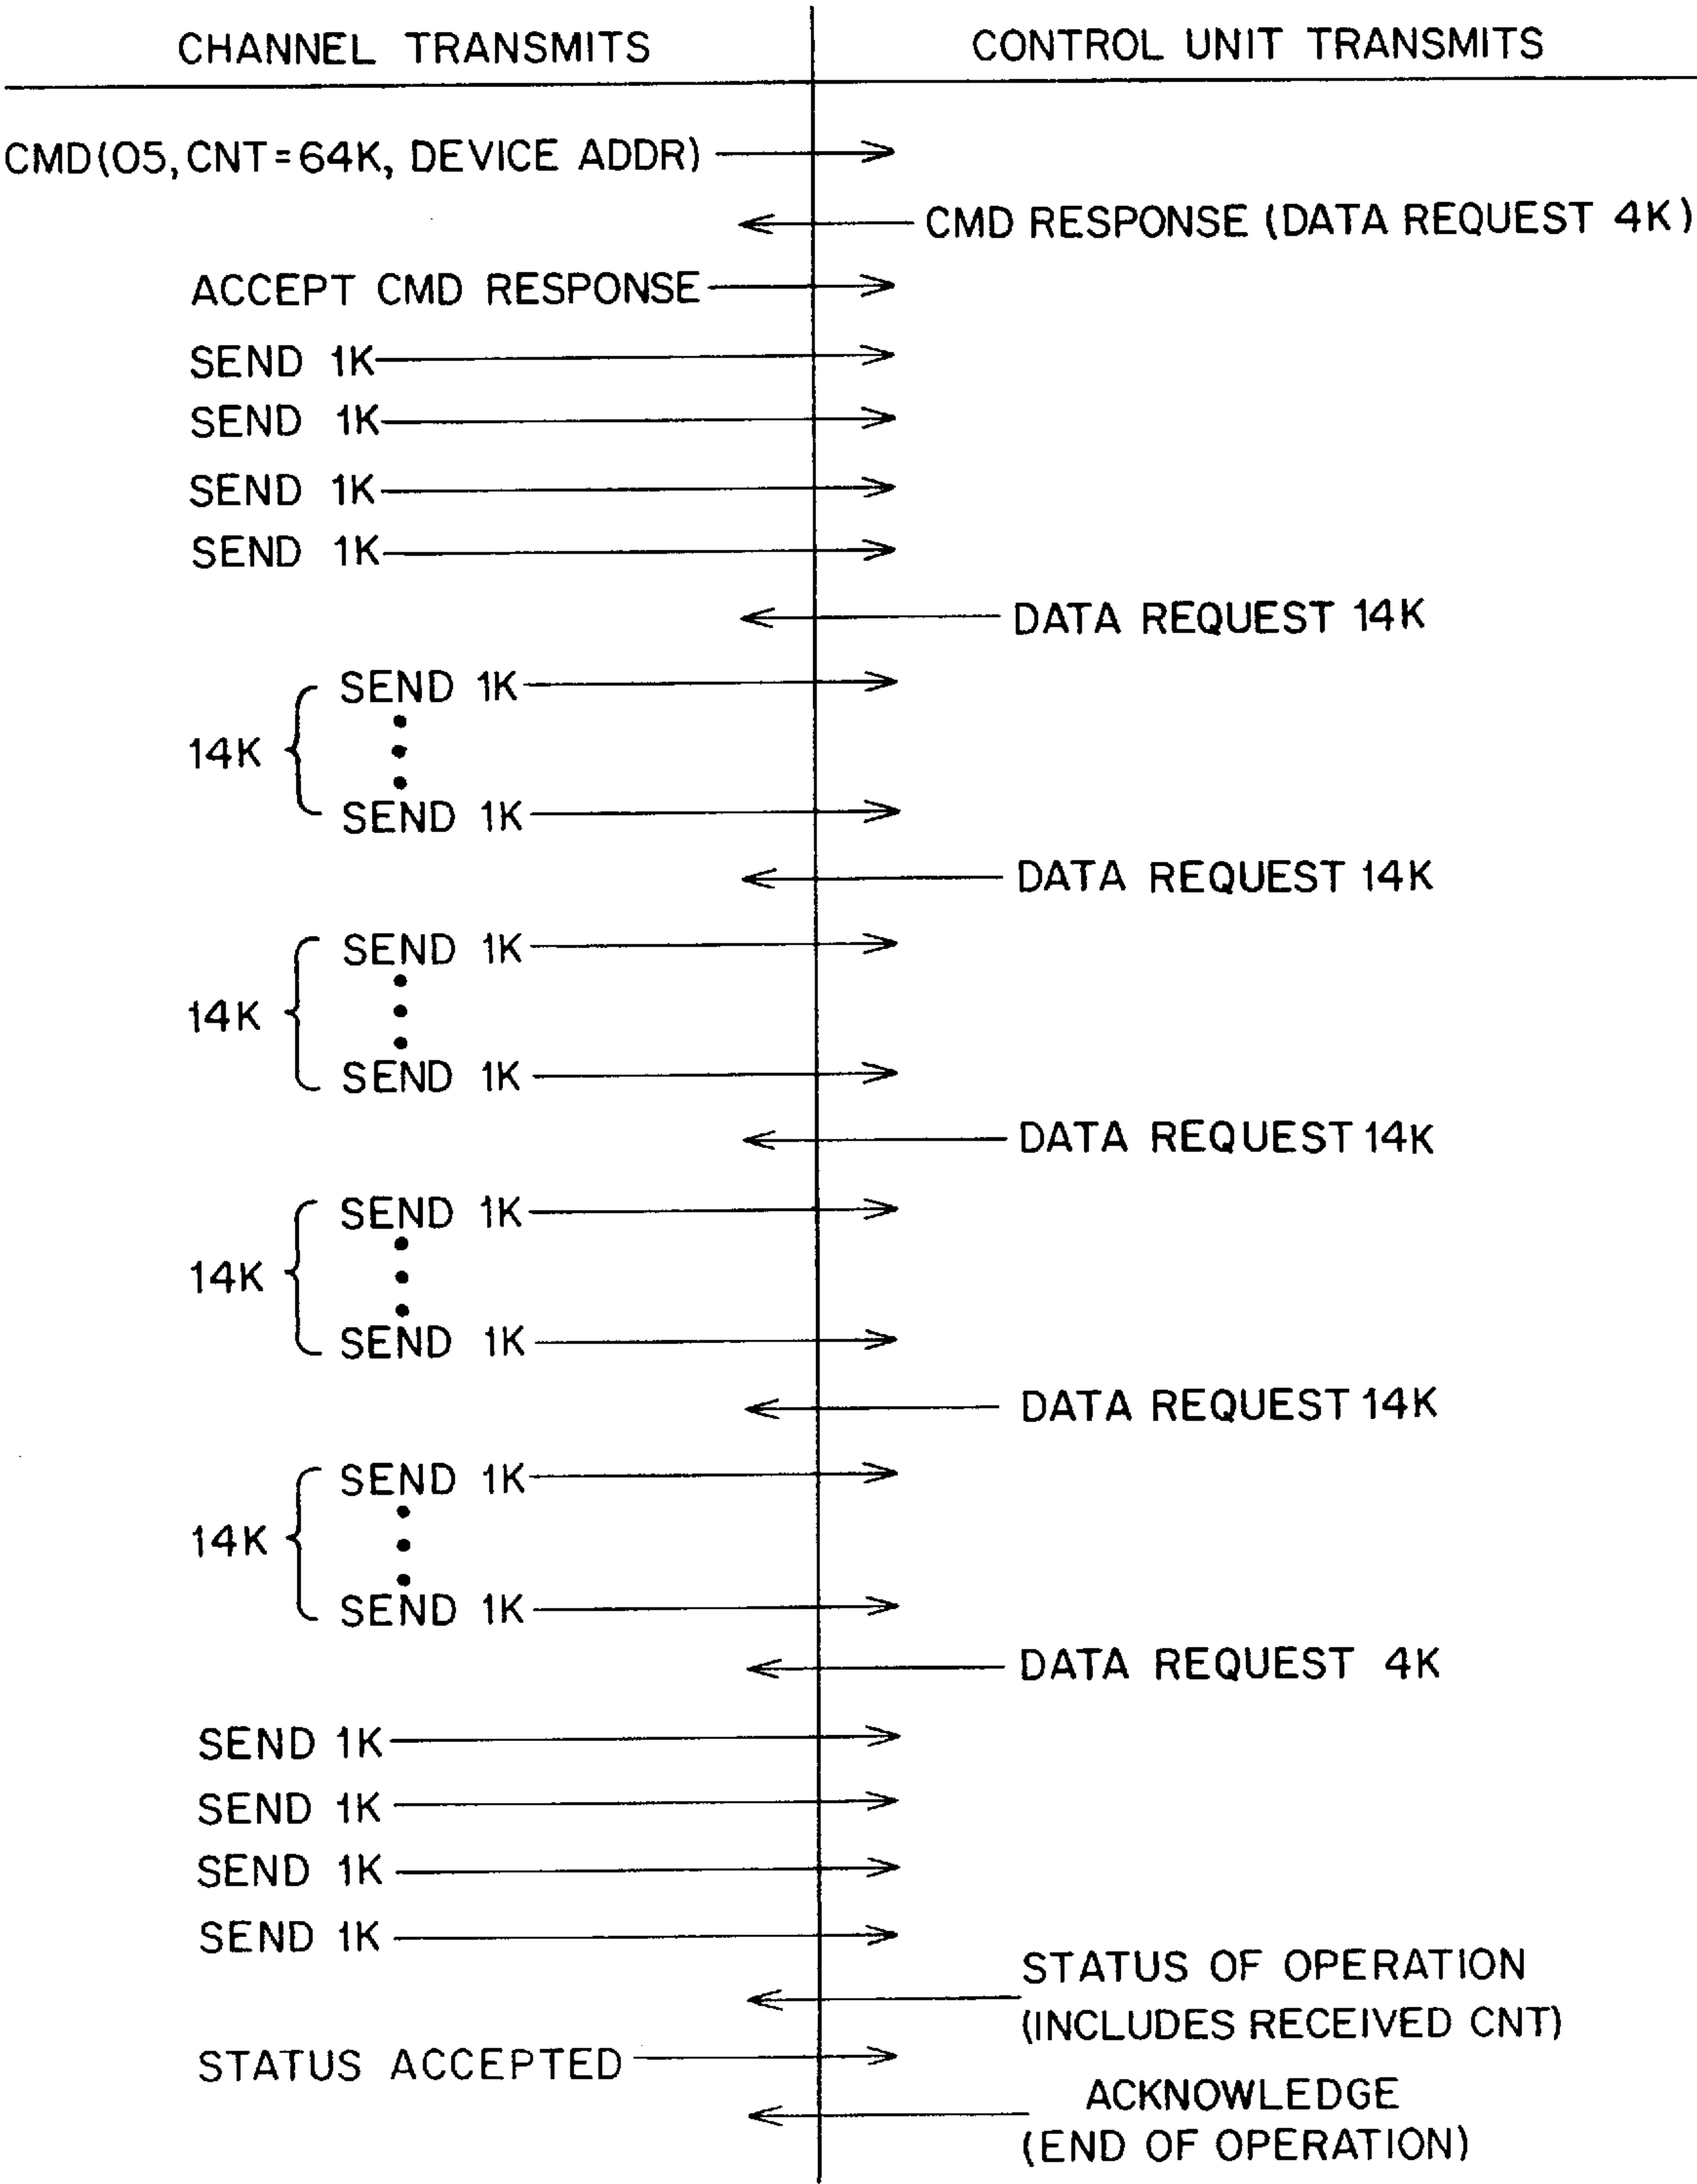 CHANNEL TRANSMITS
CONTROL UNIT TRANSMITS
CMD(05,CNT=64K, DEVICE ADDR)
CMD RESPONSE (DATA REQUEST 4K)
ACCEPT CMD RESPONSE
SEND 1K
SEND 1K
SEND 1K
SEND 1K
DATA REQUEST 14K
SEND 1K
14K
SEND 1K
DATA REQUEST 14K
SEND 1K
14K
SEND 1K
DATA REQUEST 14K
SEND 1K
14K
SEND 1K
DATA REQUEST 14K
SEND 1K
14K
SEND 1K
DATA REQUEST 4K
SEND 1K
SEND 1K
SEND 1K
SEND 1K
STATUS OF OPERATION
(INCLUDES RECEIVED CNT)
STATUS ACCEPTED
ACKNOWLEDGE
(END OF OPERATION)